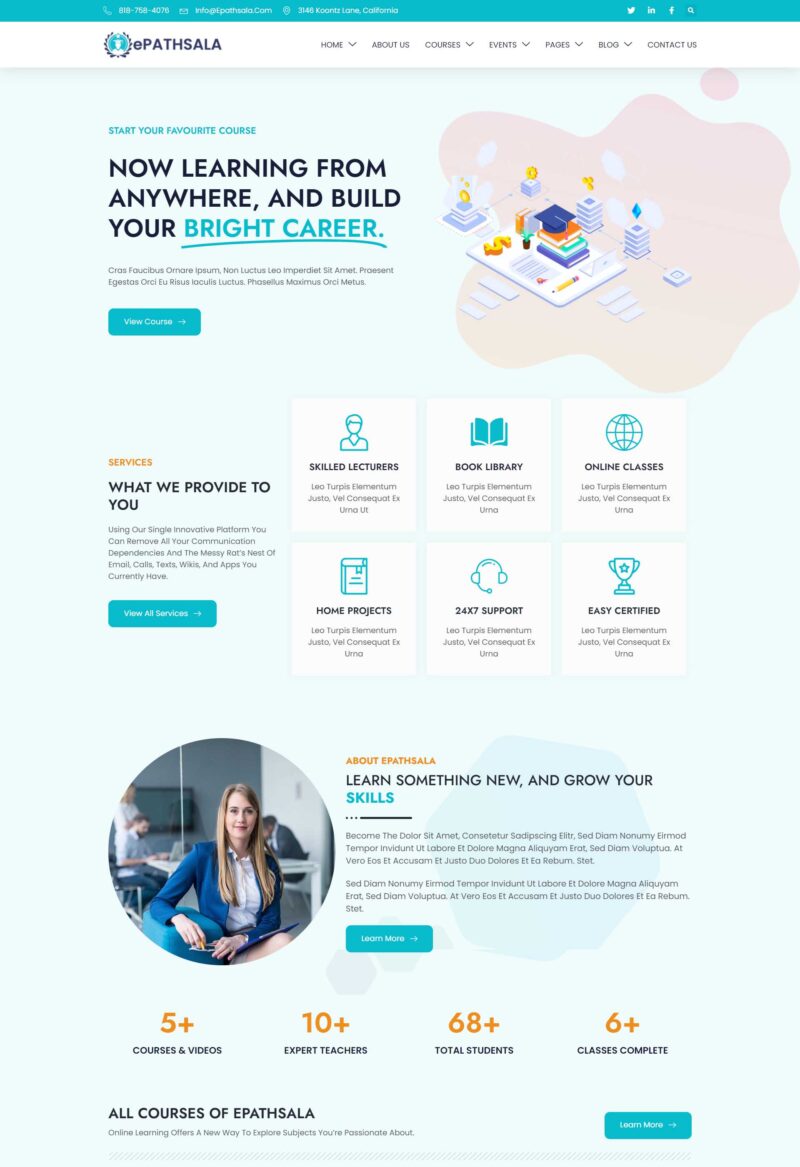 818-758-4076 Info@Epathsala.Com 3146 Koontz Lane, California
ePATHSALA
HOME ABOUT US COURSES EVENTS PAGES BLOG CONTACT US
START YOUR FAVOURITE COURSE
NOW LEARNING FROM
ANYWHERE, AND BUILD
YOUR BRIGHT CAREER.
Cras Faucibus Ornare Ipsum, Non Luctus Leo Imperdiet Sit Amet. Praesent
Egestas Orci Eu Risus Iaculis Luctus. Phasellus Maximus Orci Metus.
View Course →
SERVICES
WHAT WE PROVIDE TO
YOU
Using Our Single Innovative Platform You
Can Remove All Your Communication
Dependencies And The Messy Rat's Nest Of
Email, Calls, Texts, Wikis, And Apps You
Currently Have.
View All Services →
SKILLED LECTURERS
Leo Turpis Elementum
Justo, Vel Consequat Ex
Urna Ut
BOOK LIBRARY
Leo Turpis Elementum
Justo, Vel Consequat Ex
Urna
ONLINE CLASSES
Leo Turpis Elementum
Justo, Vel Consequat Ex
Urna
HOME PROJECTS
Leo Turpis Elementum
Justo, Vel Consequat Ex
Urna
24X7 SUPPORT
Leo Turpis Elementum
Justo, Vel Consequat Ex
Urna
EASY CERTIFIED
Leo Turpis Elementum
Justo, Vel Consequat Ex
Urna
ABOUT EPATHSALA
LEARN SOMETHING NEW, AND GROW YOUR
SKILLS
Become The Dolor Sit Amet, Consetetur Sadipscing Elitr, Sed Diam Nonumy Eirmod
Tempor Invidunt Ut Labore Et Dolore Magna Aliquyam Erat, Sed Diam Voluptua. At
Vero Eos Et Accusam Et Justo Duo Dolores Et Ea Rebum. Stet.
Sed Diam Nonumy Eirmod Tempor Invidunt Ut Labore Et Dolore Magna Aliquyam
Erat, Sed Diam Voluptua. At Vero Eos Et Accusam Et Justo Duo Dolores Et Ea Rebum.
Stet.
Learn More →
5+
COURSES & VIDEOS
10+
EXPERT TEACHERS
68+
TOTAL STUDENTS
6+
CLASSES COMPLETE
ALL COURSES OF EPATHSALA
Online Learning Offers A New Way To Explore Subjects You're Passionate About.
Learn More →